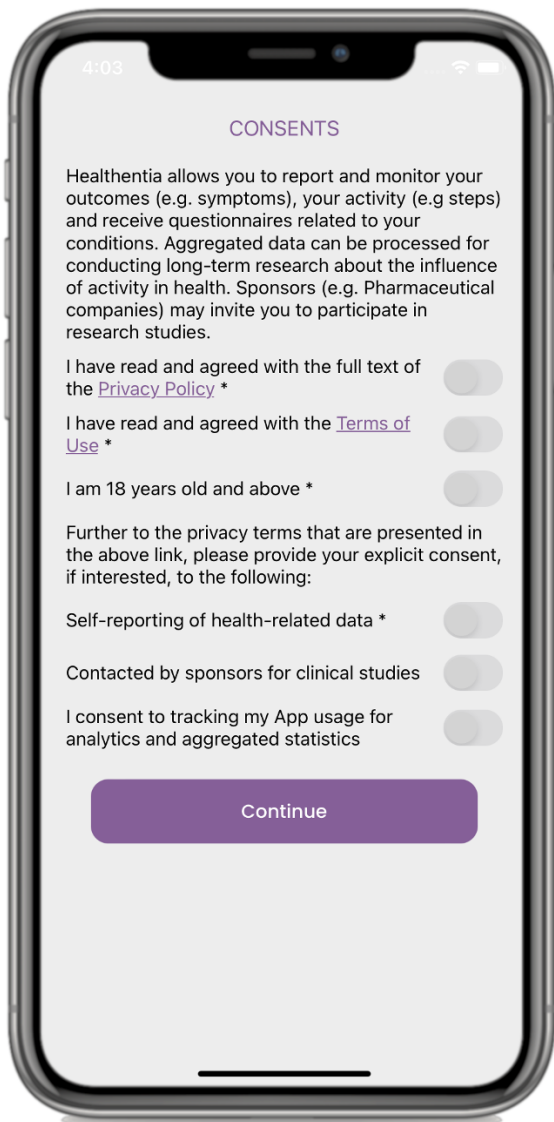 4:03
CONSENTS
Healthentia allows you to report and monitor your
outcomes (e.g. symptoms), your activity (e.g steps)
and receive questionnaires related to your
conditions. Aggregated data can be processed for
conducting long-term research about the influence
of activity in health. Sponsors (e.g. Pharmaceutical
companies) may invite you to participate in
research studies.
I have read and agreed with the full text of
the Privacy Policy *
I have read and agreed with the Terms of
Use *
I am 18 years old and above *
Further to the privacy terms that are presented in
the above link, please provide your explicit consent,
if interested, to the following:
Self-reporting of health-related data *
Contacted by sponsors for clinical studies
I consent to tracking my App usage for
analytics and aggregated statistics
Continue